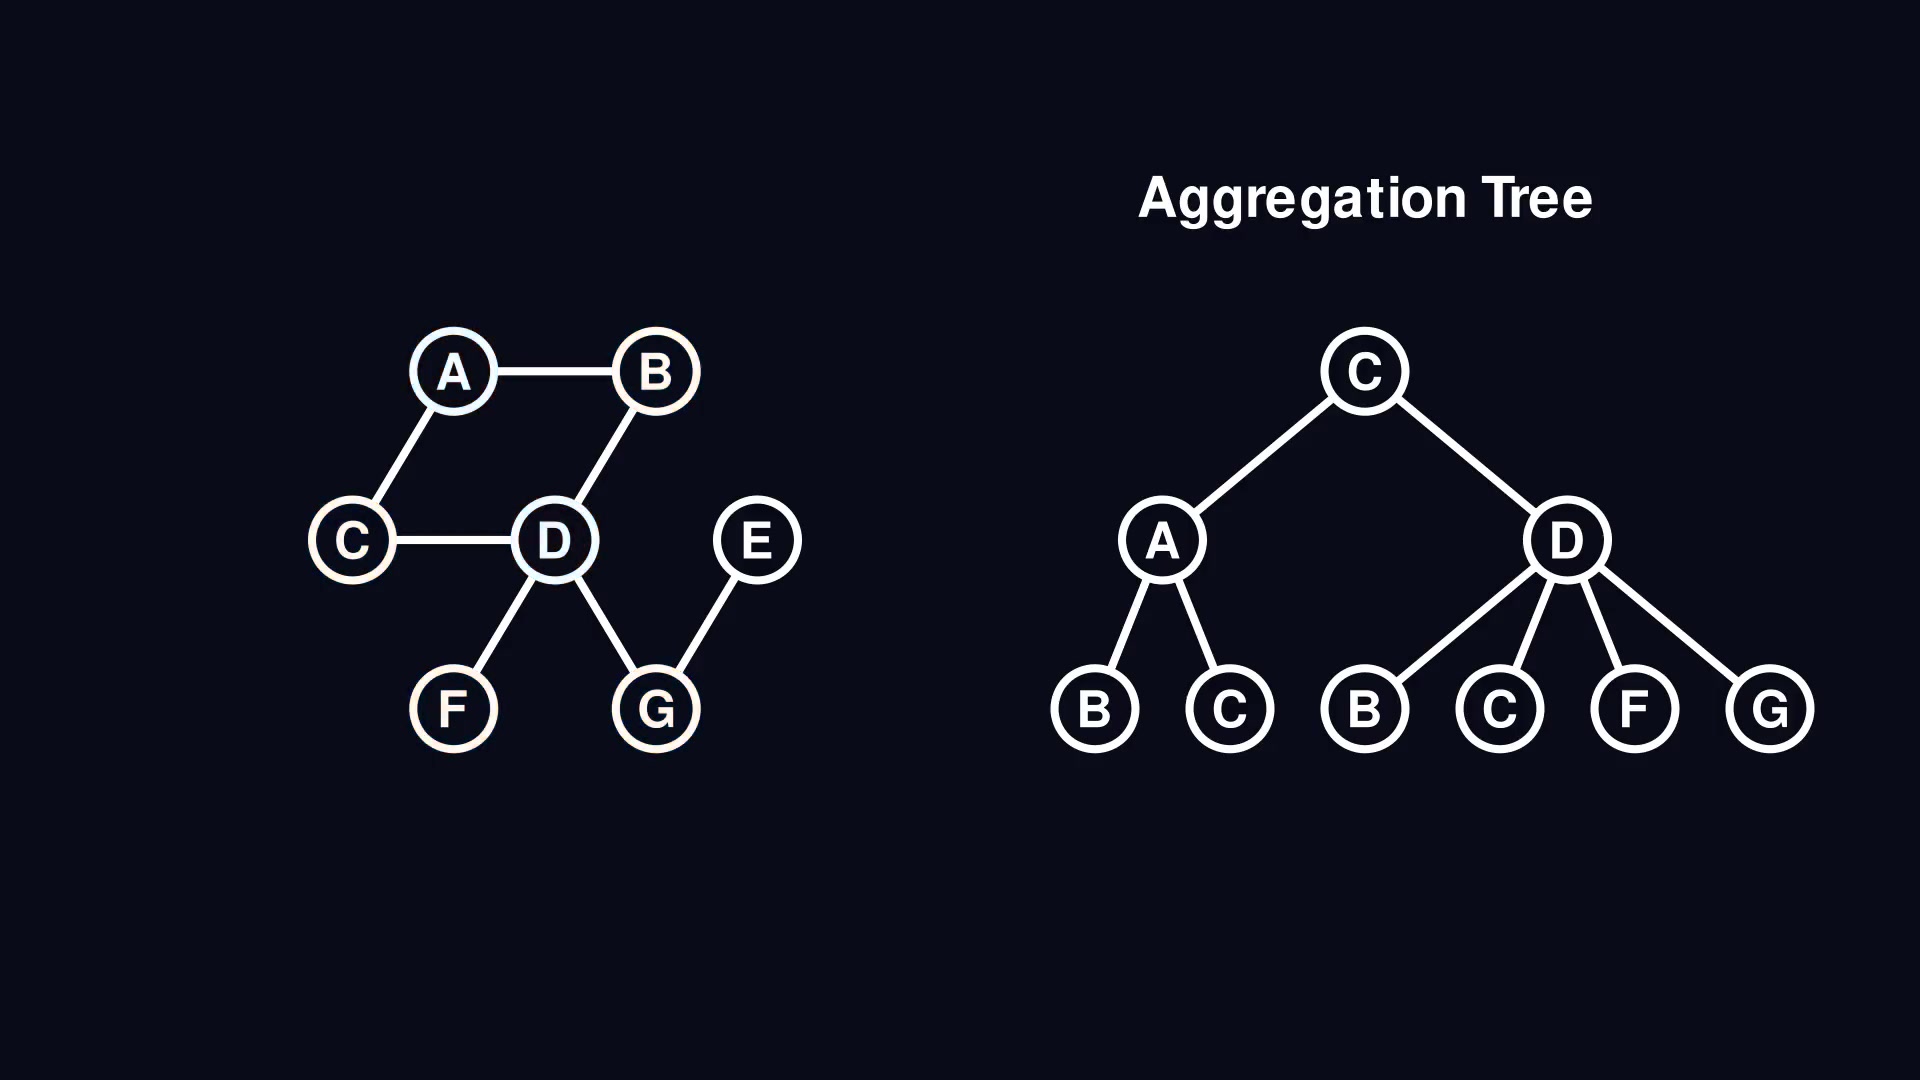 Aggregation Tree
A B
C D E
F G
C
A D
B C B C F G